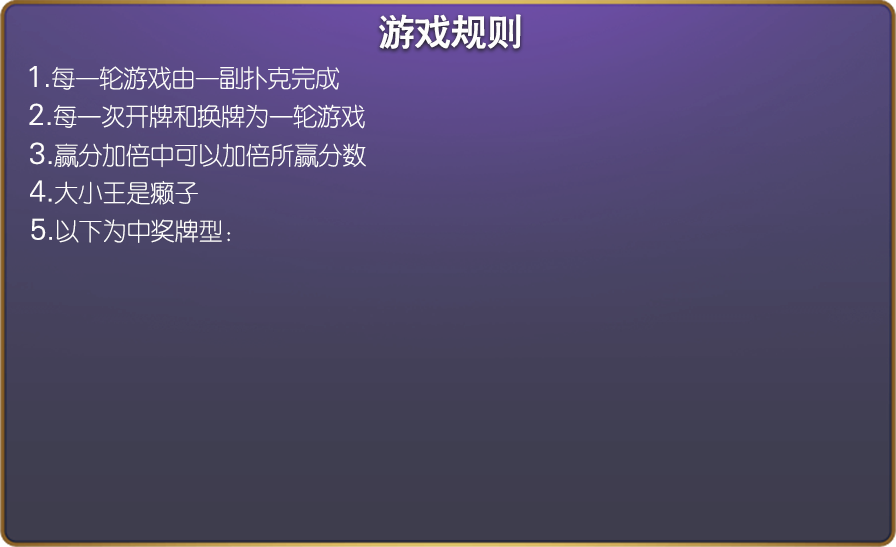 游戏规则
1.每一轮游戏由一副扑克完成
2.每一次开牌和换牌为一轮游戏
3.赢分加倍中可以加倍所赢分数
4.大小王是癞子
5.以下为中奖牌型：